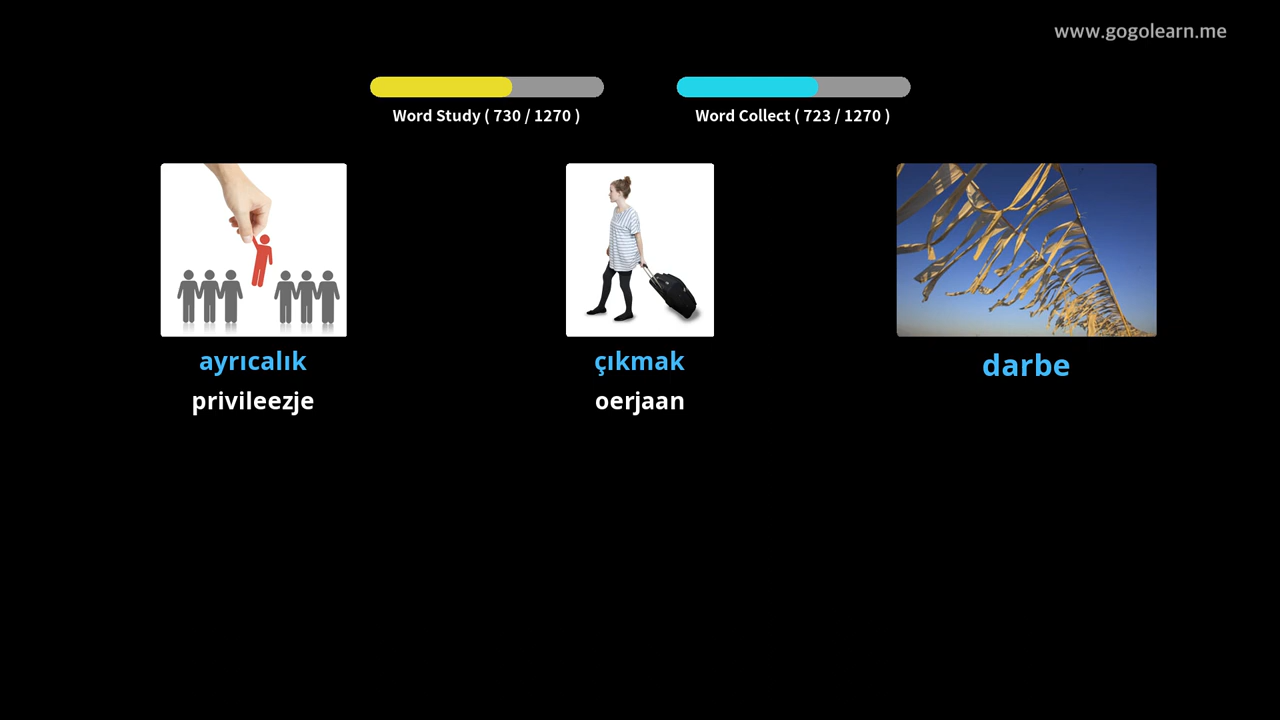 www.gogolearn.me
Word Study ( 730 / 1270 )
Word Collect ( 723 / 1270 )
ayrıcalık
privileezje
çıkmak
oerjaan
darbe